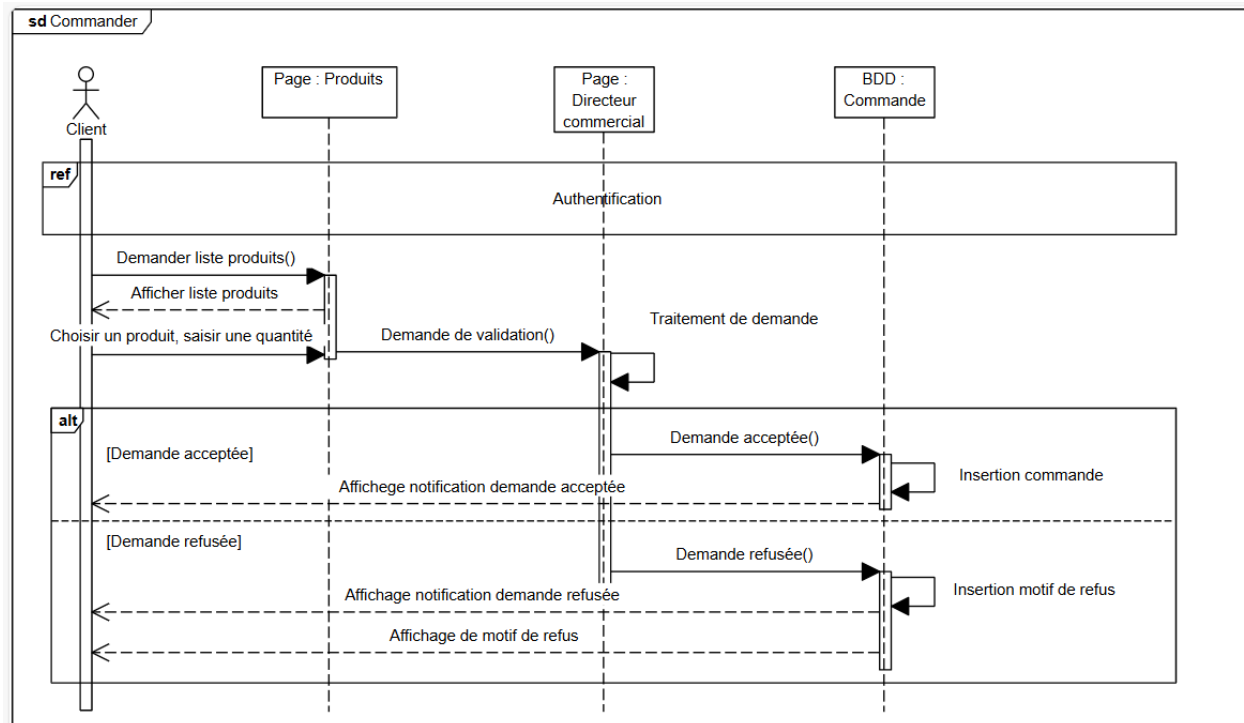 sd Commander
Client
Page : Produits
Page :
Directeur
commercial
BDD :
Commande
ref
Authentification
Demander liste produits()
Afficher liste produits
Choisir un produit, saisir une quantité
Demande de validation()
Traitement de demande
alt
[Demande acceptée]
Demande acceptée()
Insertion commande
Affichege notification demande acceptée
[Demande refusée]
Demande refusée()
Insertion motif de refus
Affichage notification demande refusée
Affichage de motif de refus